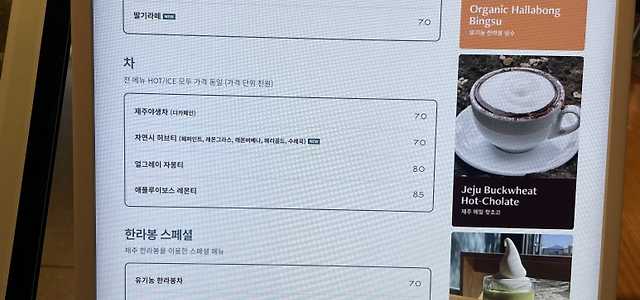 딸기라떼 NEW 7.0
차
전 메뉴 HOT/ICE 모두 가격 동일 (가격 단위 천원)
제주야생차 (디카페인) 7.0
자연시 허브티 (페퍼민트, 레몬그라스, 레몬버베나, 메리골드, 수레국) NEW 7.0
얼그레이 자몽티 8.0
애플루이보스 레몬티 8.5
한라봉 스페셜
제주 한라봉을 이용한 스페셜 메뉴
유기농 한라봉차 7.0
Organic Hallabong
Bingsu
유기농 한라봉 빙수
Jeju Buckwheat
Hot-Cholate
제주 메밀 핫초코